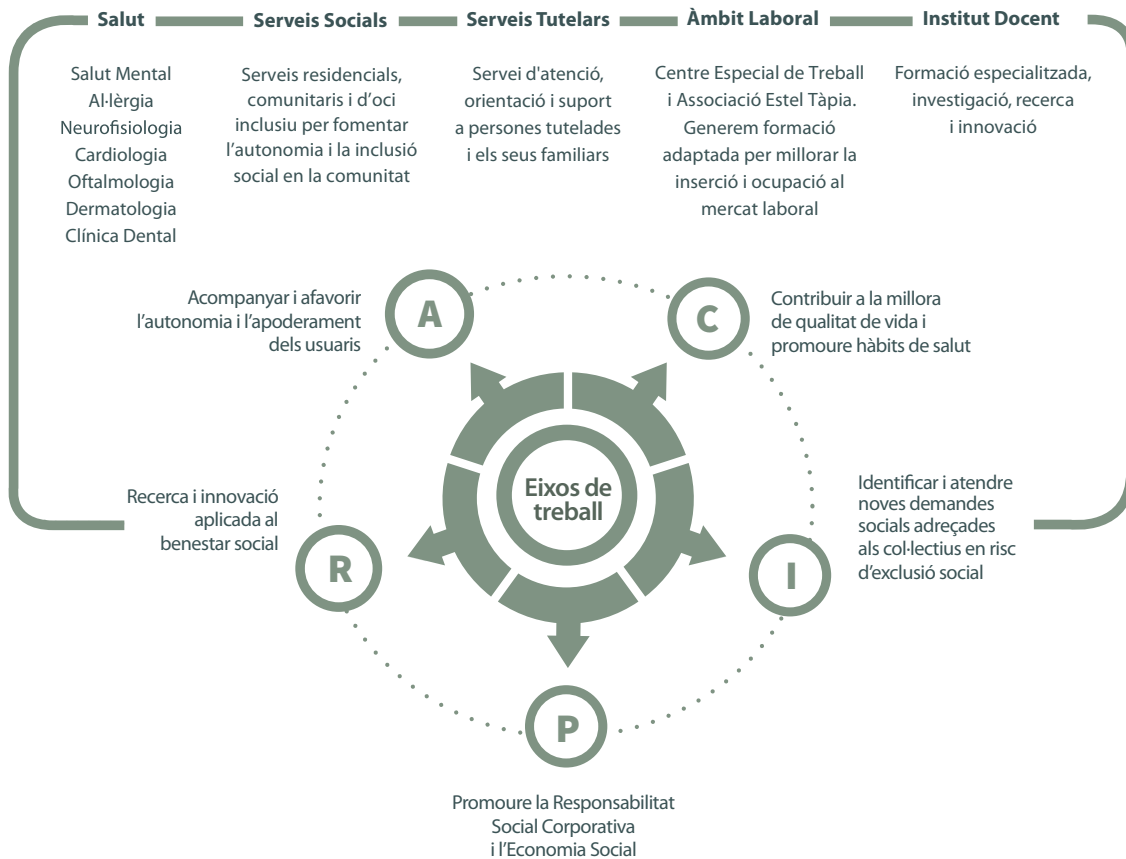 Salut
Salut Mental
Al·lèrgia
Neurofisiologia
Cardiologia
Oftalmologia
Dermatologia
Clínica Dental
Serveis Socials
Serveis residencials,
comunitaris i d’oci
inclusiu per fomentar
l’autonomia i la inclusió
social en la comunitat
Serveis Tutelars
Servei d'atenció,
orientació i suport
a persones tutelades
i els seus familiars
Àmbit Laboral
Centre Especial de Treball
i Associació Estel Tàpia.
Generem formació
adaptada per millorar la
inserció i ocupació al
mercat laboral
Institut Docent
Formació especialitzada,
investigació, recerca
i innovació
Acompanyar i afavorir
l’autonomia i l’apoderament
dels usuaris
A
C
Contribuir a la millora
de qualitat de vida i
promoure hàbits de salut
Eixos de
treball
Recerca i innovació
aplicada al
benestar social
R
I
Identificar i atendre
noves demandes
socials adreçades
als col·lectius en risc
d’exclusió social
P
Promoure la Responsabilitat
Social Corporativa
i l’Economia Social